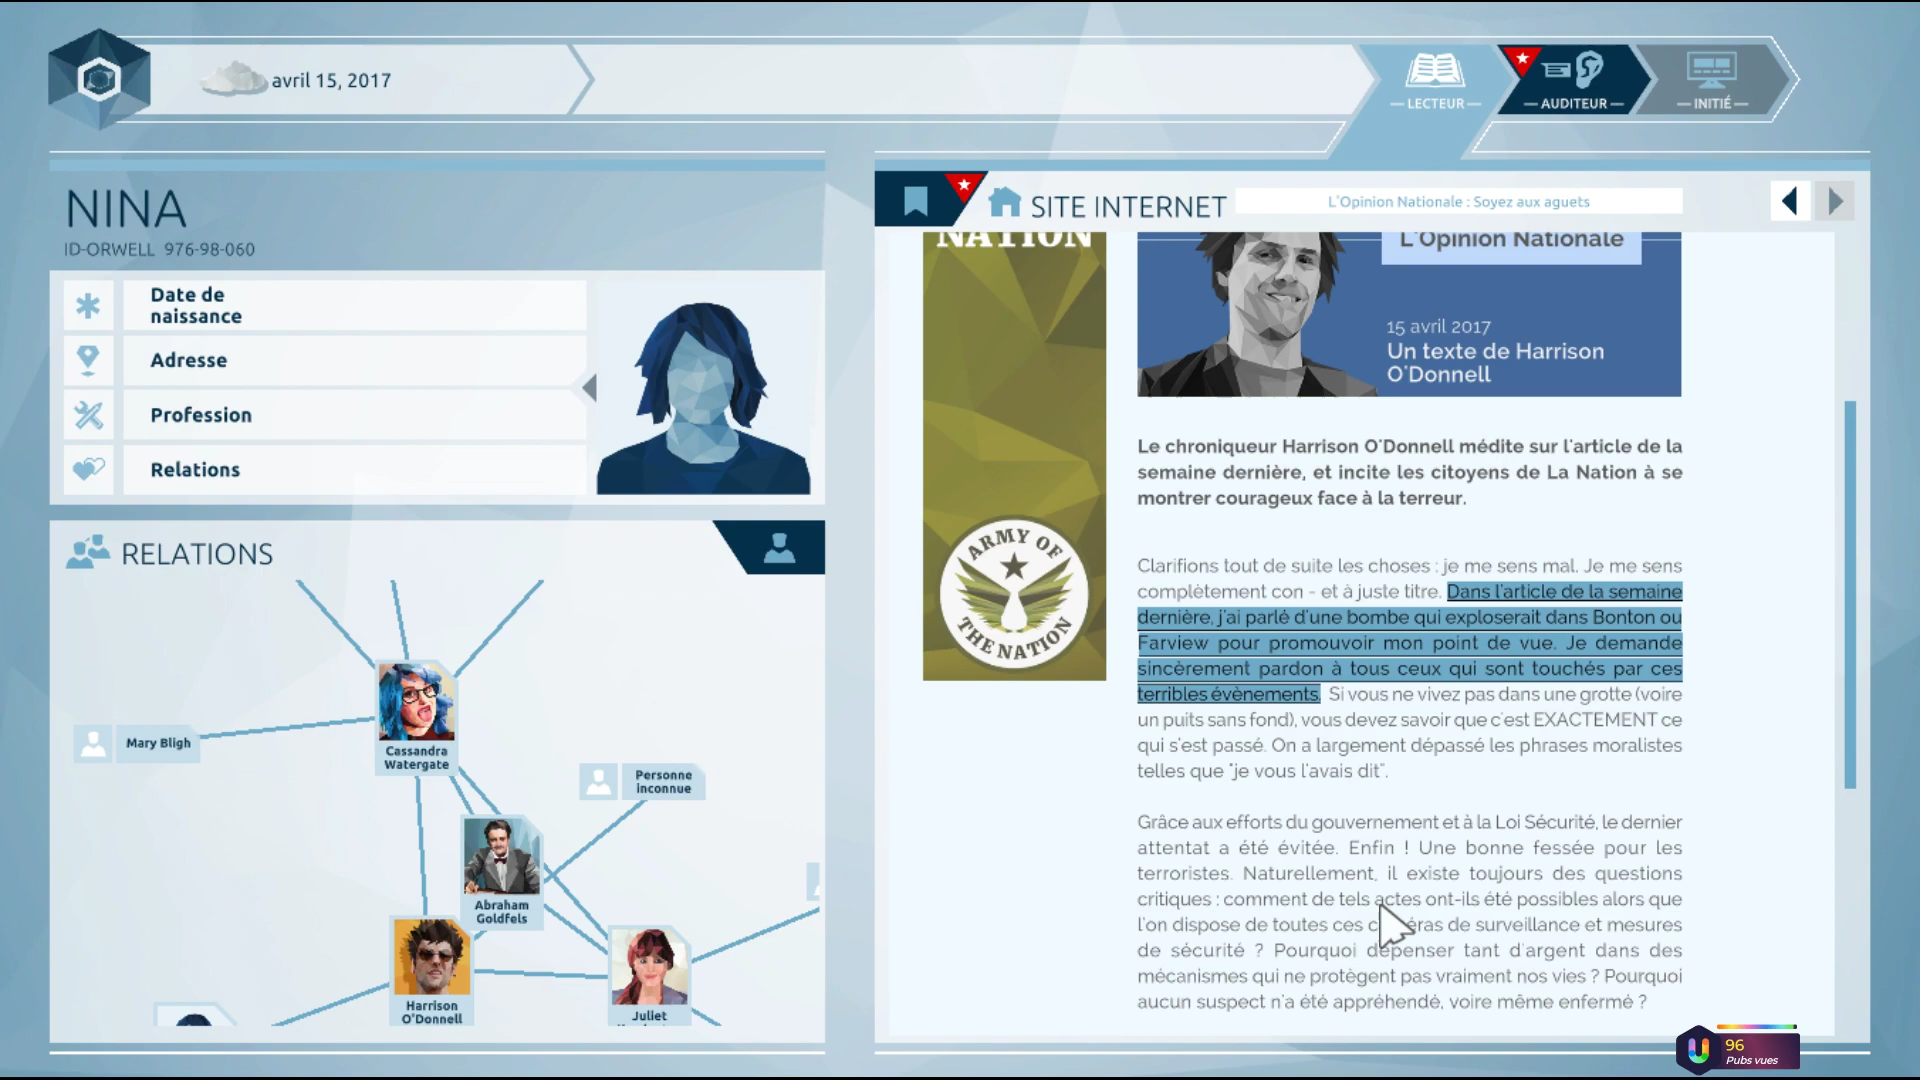 avril 15, 2017
LECTEUR
AUDITEUR
INITIÉ
NINA
ID-ORWELL 976-98-060
Date de
naissance
Adresse
Profession
Relations
RELATIONS
Mary Bligh
Cassandra
Watergate
Personne
inconnue
Abraham
Goldfels
Harrison
O'Donnell
Juliet
SITE INTERNET
L'Opinion Nationale : Soyez aux aguets
NATION
ARMY OF
THE NATION
L'Opinion Nationale
15 avril 2017
Un texte de Harrison
O'Donnell
Le chroniqueur Harrison O'Donnell médite sur l'article de la
semaine dernière, et incite les citoyens de La Nation à se
montrer courageux face à la terreur.
Clarifions tout de suite les choses : je me sens mal. Je me sens
complètement con - et à juste titre. Dans l'article de la semaine
dernière, j'ai parlé d'une bombe qui exploserait dans Bonton ou
Farview pour promouvoir mon point de vue. Je demande
sincèrement pardon à tous ceux qui sont touchés par ces
terribles évènements. Si vous ne vivez pas dans une grotte (voire
un puits sans fond), vous devez savoir que c'est EXACTEMENT ce
qui s'est passé. On a largement dépassé les phrases moralistes
telles que "je vous l'avais dit".
Grâce aux efforts du gouvernement et à la Loi Sécurité, le dernier
attentat a été évitée. Enfin ! Une bonne fessée pour les
terroristes. Naturellement, il existe toujours des questions
critiques : comment de tels actes ont-ils été possibles alors que
l'on dispose de toutes ces caméras de surveillance et mesures
de sécurité ? Pourquoi dépenser tant d'argent dans des
mécanismes qui ne protègent pas vraiment nos vies ? Pourquoi
aucun suspect n'a été appréhendé, voire même enfermé ?
96
Pubs vues